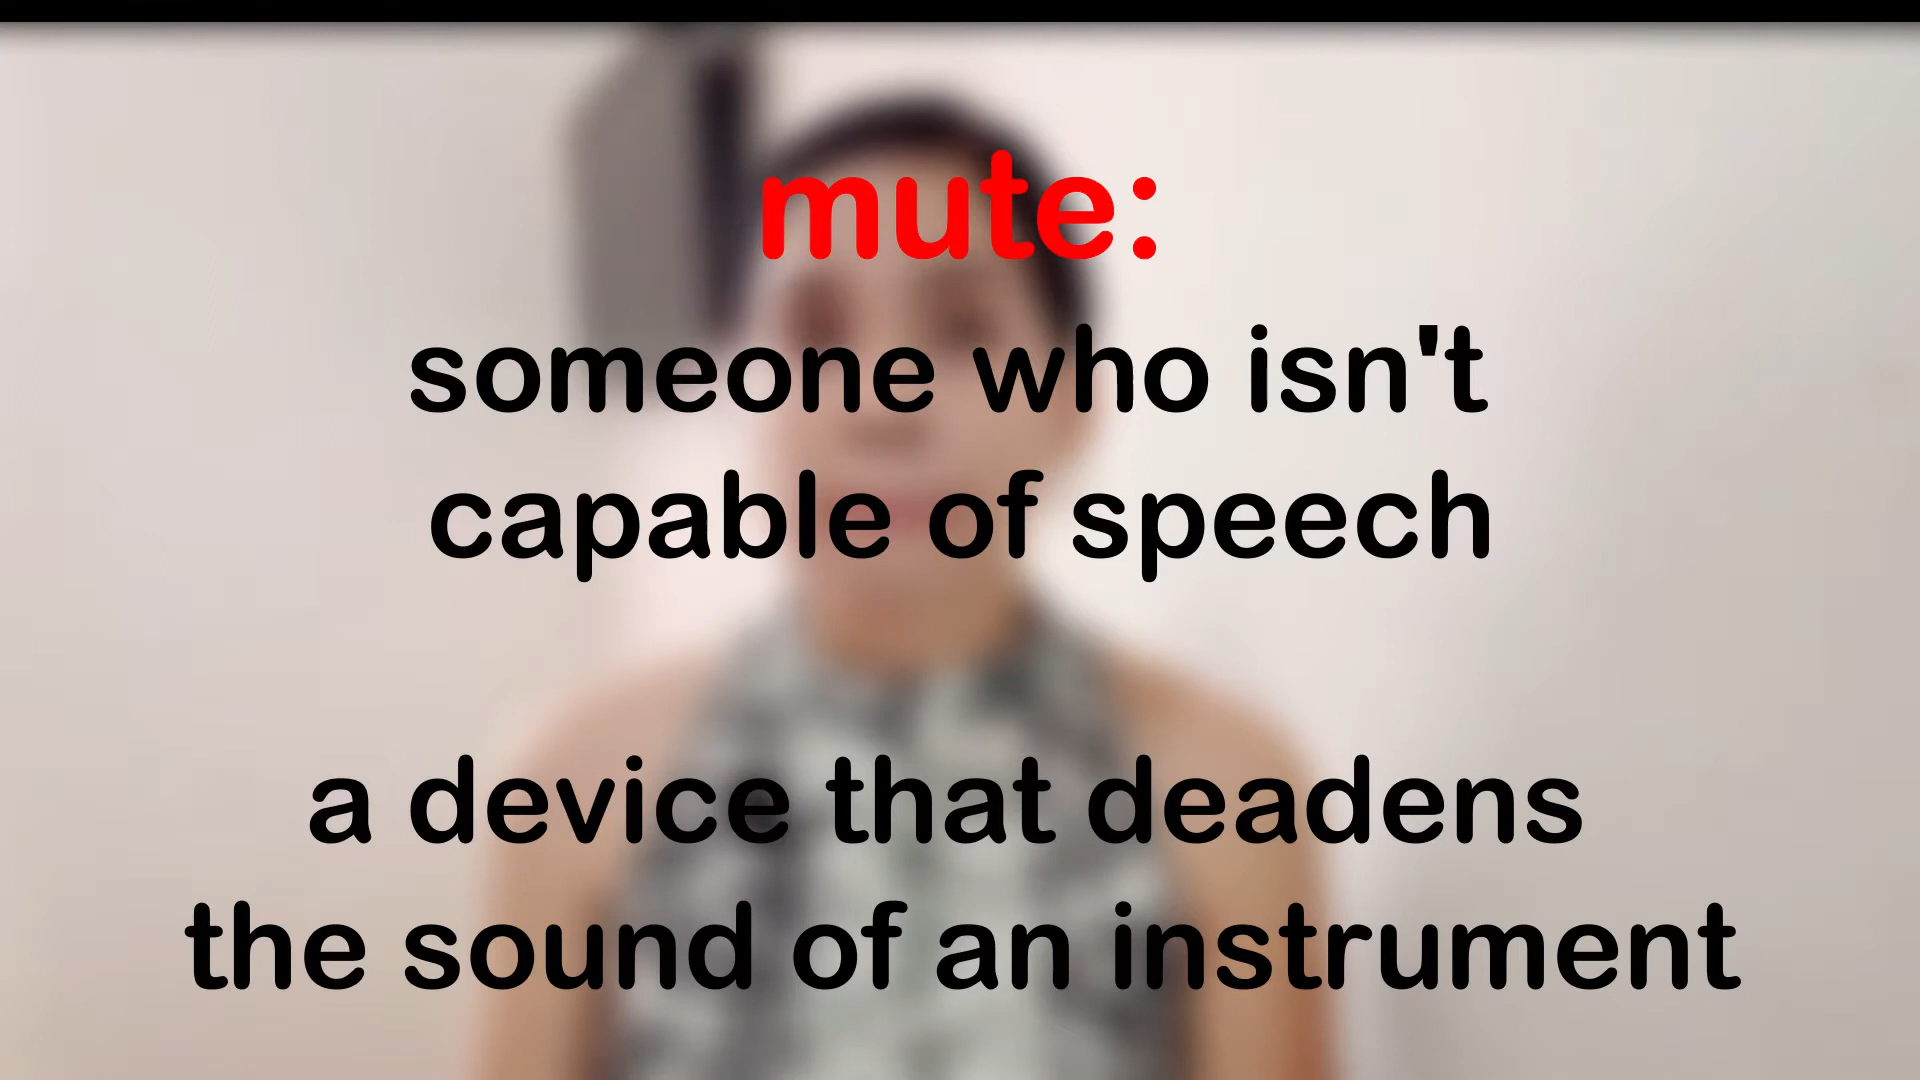 mute:
someone who isn't
capable of speech
a device that deadens
the sound of an instrument